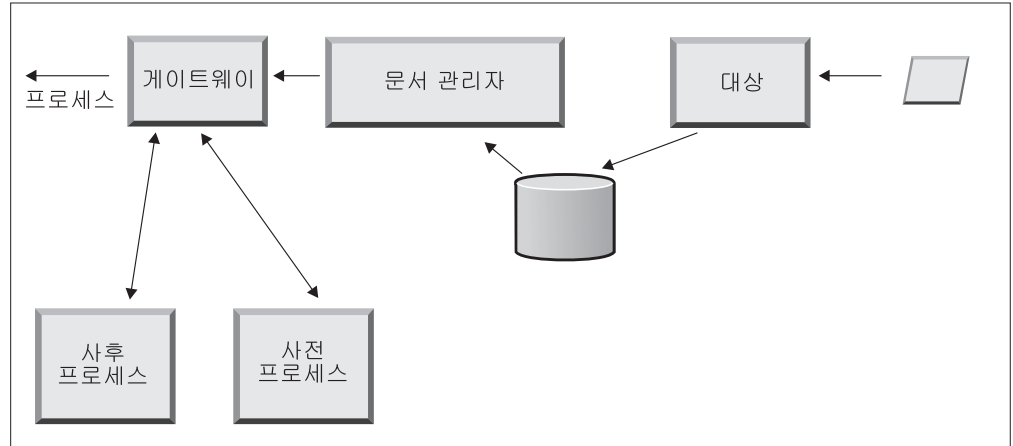 게이트웨이
문서 관리자
대상
프로세스
사후
프로세스
사전
프로세스